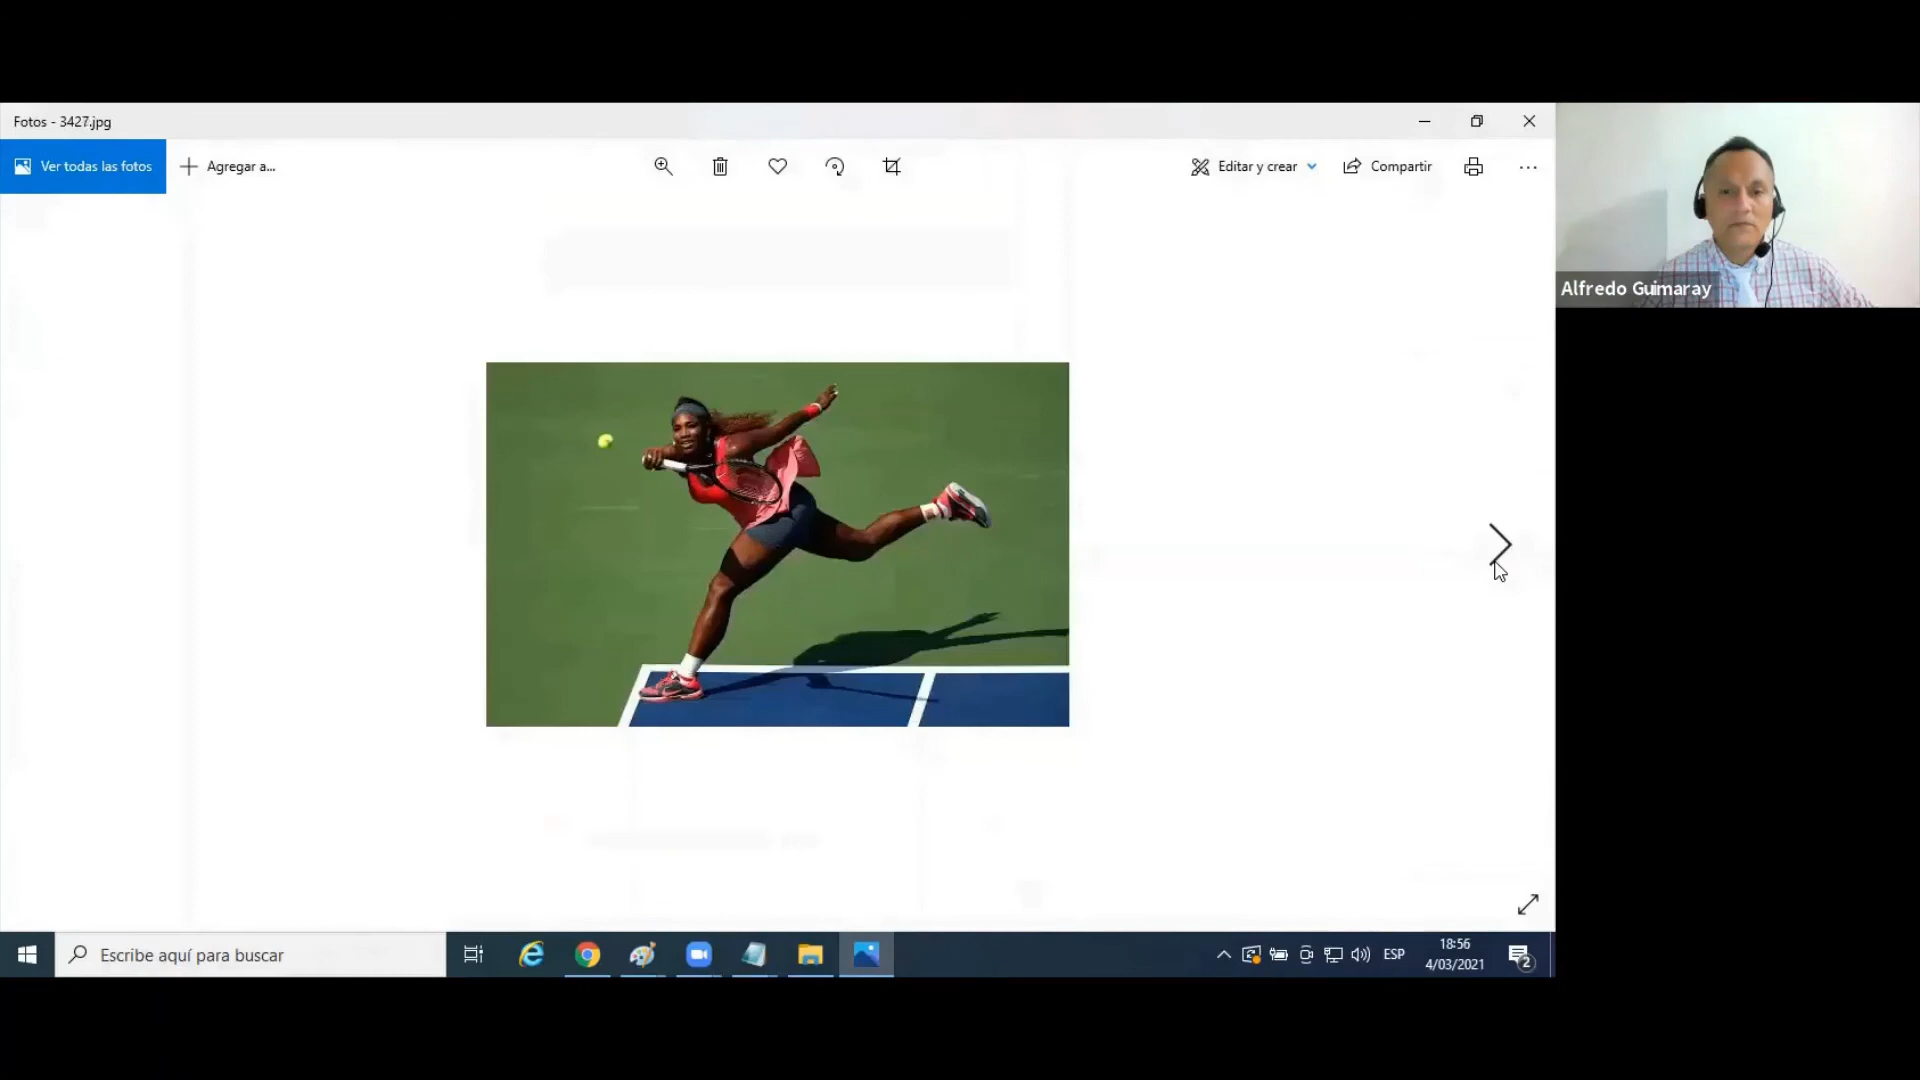 Fotos - 3427.jpg
Ver todas las fotos
Agregar a...
Editar y crear
Compartir
Alfredo Guimaray
Escribe aquí para buscar
ESP
18:56
4/03/2021
2